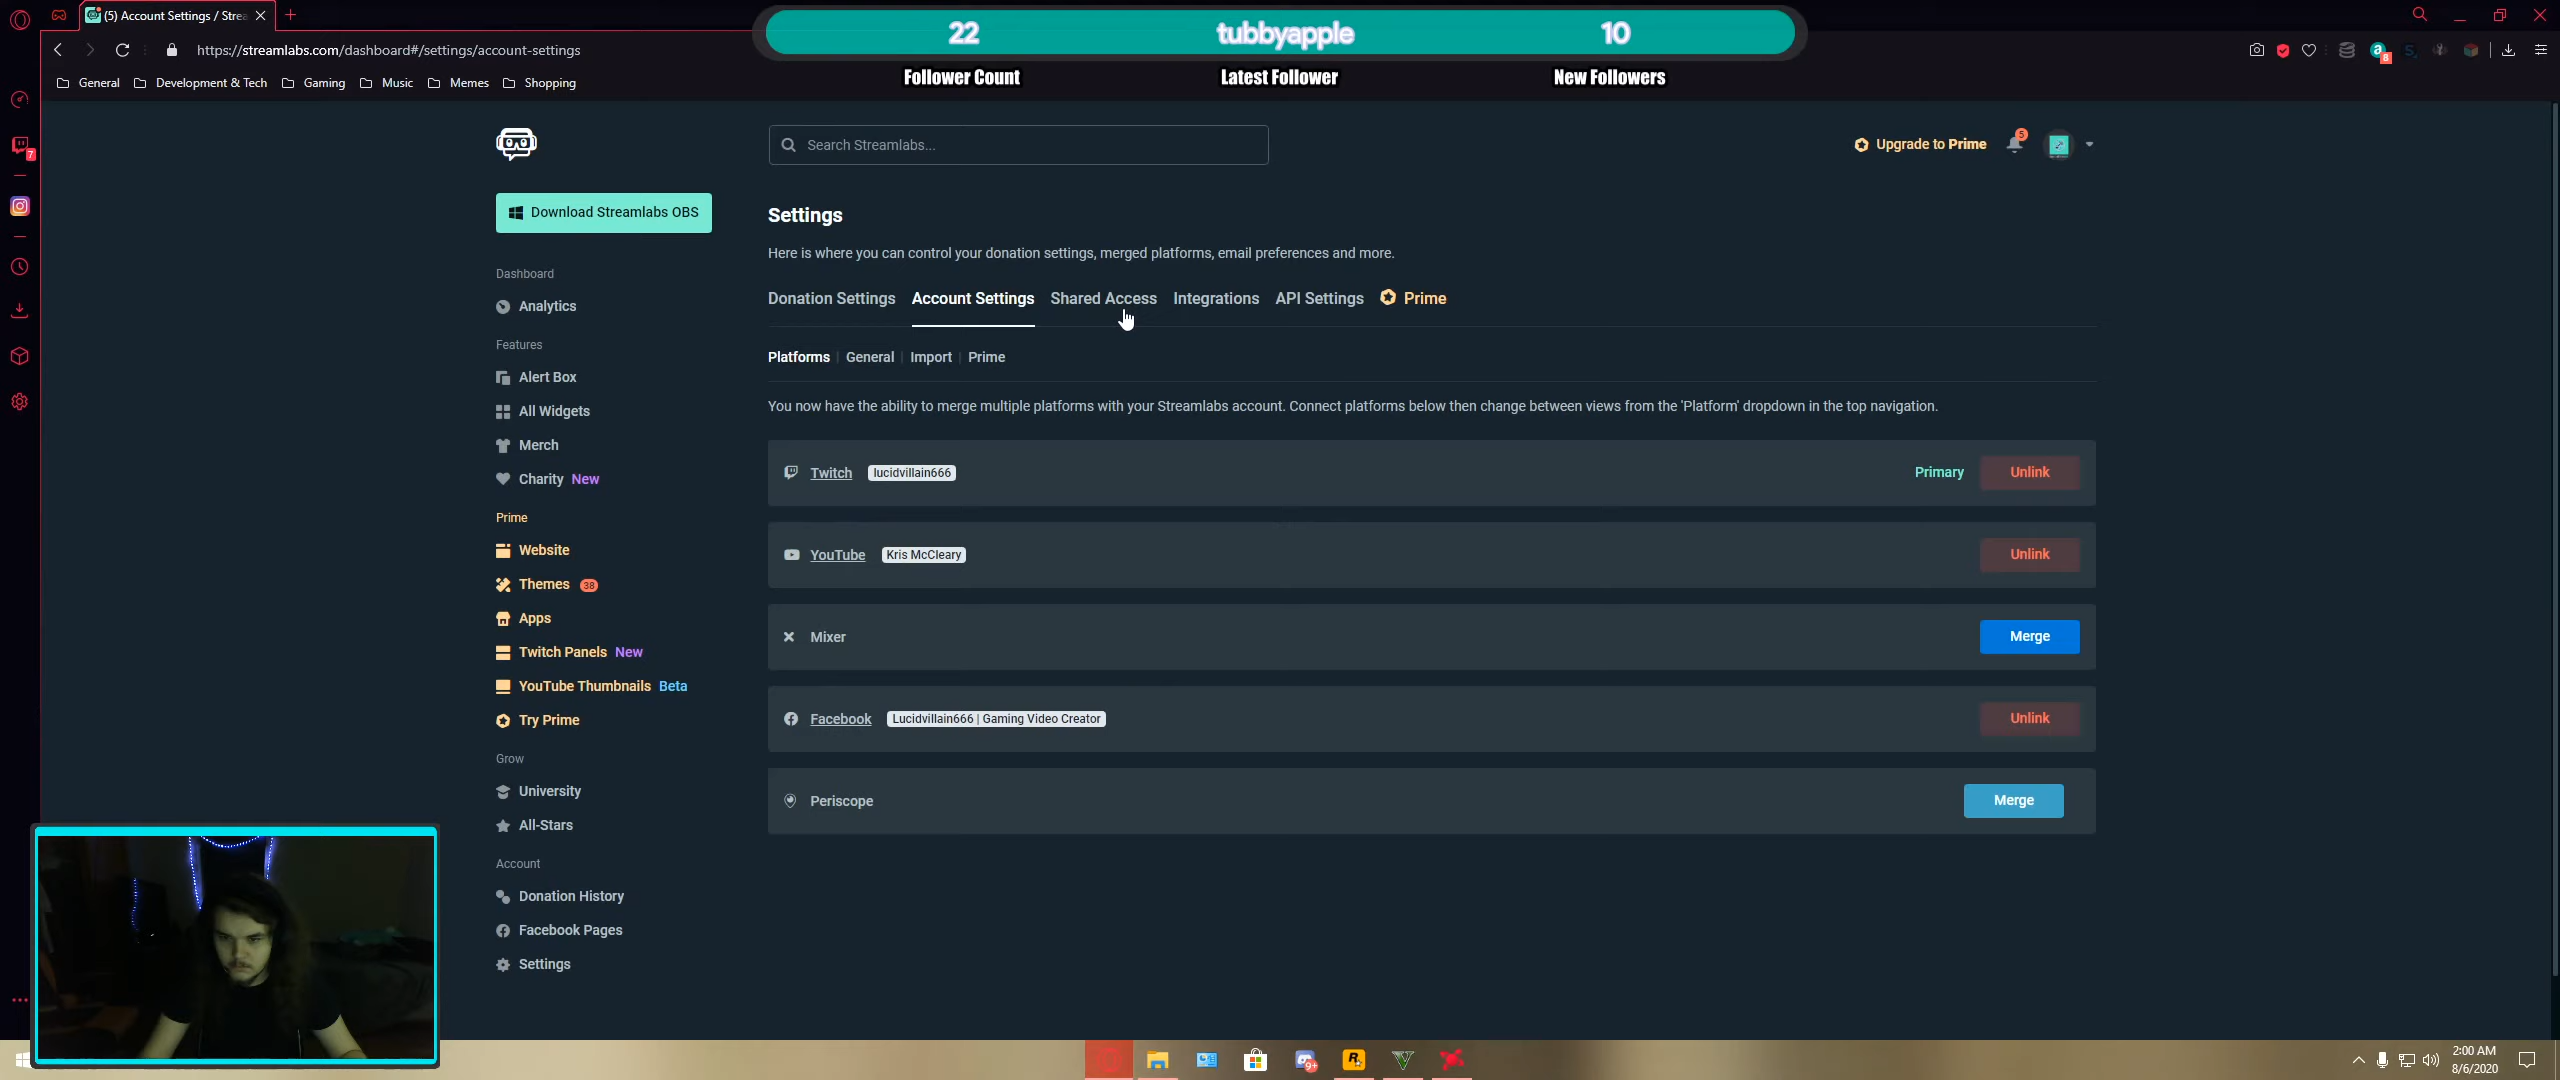 (5) Account Settings / Strea
22 tubbyapple 10
Follower Count Latest Follower New Followers
https://streamlabs.com/dashboard#/settings/account-settings
General Development & Tech Gaming Music Memes Shopping
7
8
Search Streamlabs...
Upgrade to Prime
5
Download Streamlabs OBS
Dashboard
Analytics
Features
Alert Box
All Widgets
Merch
Charity New
Prime
Website
Themes 38
Apps
Twitch Panels New
YouTube Thumbnails Beta
Try Prime
Grow
University
All-Stars
Account
Donation History
Facebook Pages
Settings
Settings
Here is where you can control your donation settings, merged platforms, email preferences and more.
Donation Settings Account Settings Shared Access Integrations API Settings Prime
Platforms | General | Import | Prime
You now have the ability to merge multiple platforms with your Streamlabs account. Connect platforms below then change between views from the 'Platform' dropdown in the top navigation.
Twitch lucidvillain666 Primary Unlink
YouTube Kris McCleary Unlink
Mixer Merge
Facebook Lucidvillain666 | Gaming Video Creator Unlink
Periscope Merge
9+
2:00 AM
8/6/2020